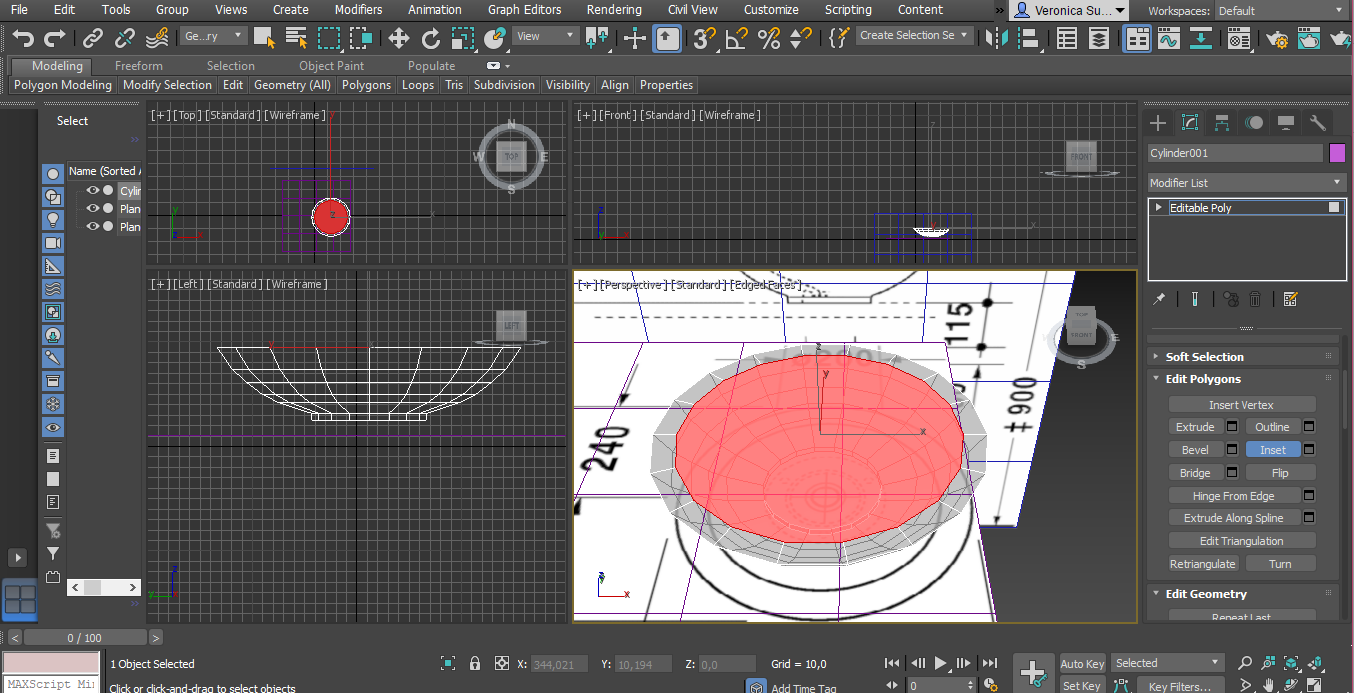 File Edit Tools Group Views Create Modifiers Animation Graph Editors Rendering Civil View Customize Scripting Content » Veronica Su... Workspaces: Default
Ge...ry View Create Selection Se
Modeling Freeform Selection Object Paint Populate
Polygon Modeling Modify Selection Edit Geometry (All) Polygons Loops Tris Subdivision Visibility Align Properties
Select
Name (Sorted A
Cylin
Plan
Plan
[+] [Top] [Standard] [Wireframe]
N
W TOP E
S
[+] [Front] [Standard] [Wireframe]
FRONT
[+] [Left] [Standard] [Wireframe]
LEFT
[+] [Perspective] [Standard] [Edged Faces]
TOP
FRONT
E
S
115
240
‡900
z
y
x
Cylinder001
Modifier List
Editable Poly
Soft Selection
Edit Polygons
Insert Vertex
Extrude Outline
Bevel Inset
Bridge Flip
Hinge From Edge
Extrude Along Spline
Edit Triangulation
Retriangulate Turn
Edit Geometry
Repeat Last
< 0 / 100 >
1 Object Selected X: 344,021 Y: 10,194 Z: 0,0 Grid = 10,0 Auto Key Selected
MAXScript Mi Click or click-and-drag to select objects Add Time Tag 0 Set Key Key Filters...